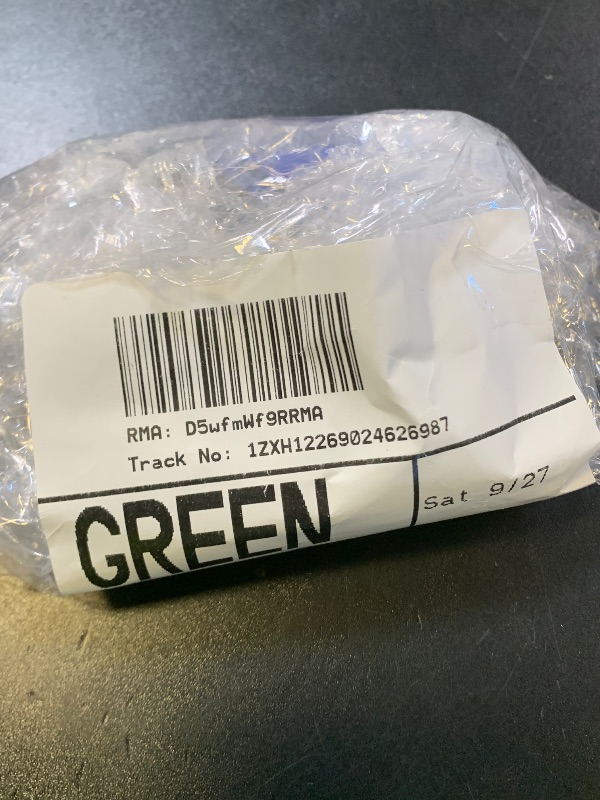 RMA: D5wfmWf9RRMA
Track No: 1ZXH12269024626987
GREEN
Sat 9/27